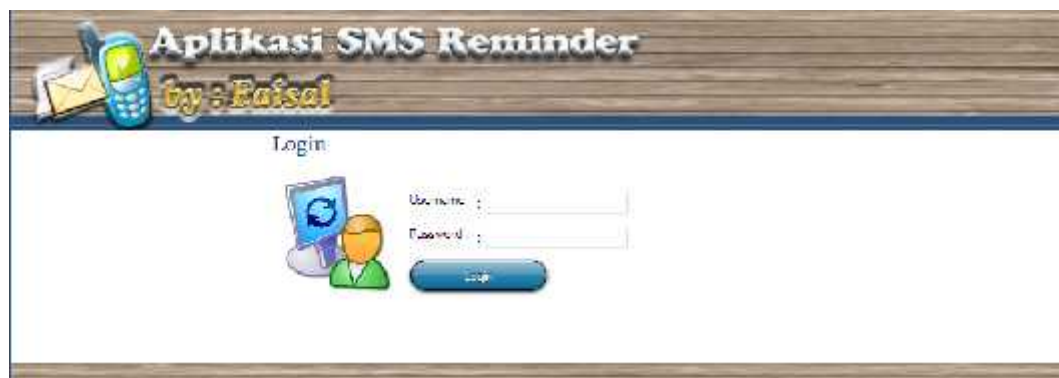 Aplikasi SMS Reminder
by : Faisal
Login
Username :
Password :
Login